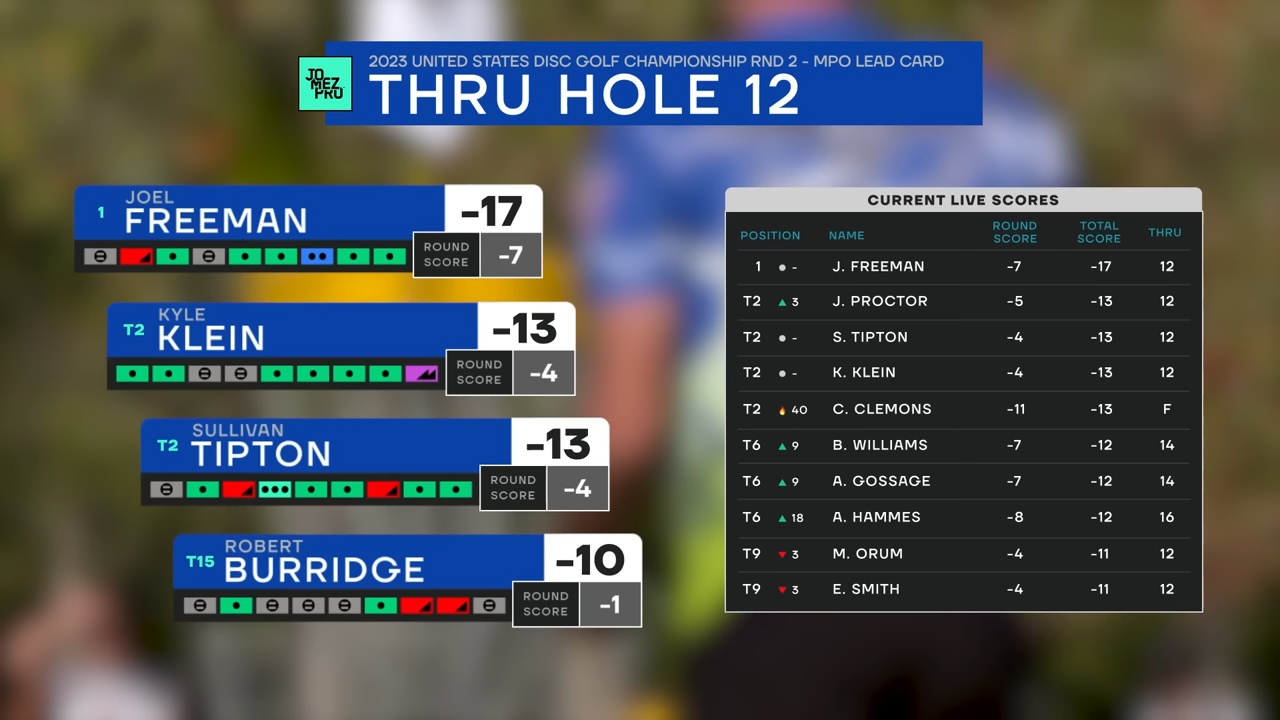 JO
MEZ
PRO
2023 UNITED STATES DISC GOLF CHAMPIONSHIP RND 2 - MPO LEAD CARD
THRU HOLE 12
1 JOEL FREEMAN -17
ROUND SCORE -7
T2 KYLE KLEIN -13
ROUND SCORE -4
T2 SULLIVAN TIPTON -13
ROUND SCORE -4
T15 ROBERT BURRIDGE -10
ROUND SCORE -1
CURRENT LIVE SCORES
POSITION NAME ROUND SCORE TOTAL SCORE THRU
1 - J. FREEMAN -7 -17 12
T2 3 J. PROCTOR -5 -13 12
T2 - S. TIPTON -4 -13 12
T2 - K. KLEIN -4 -13 12
T2 40 C. CLEMONS -11 -13 F
T6 9 B. WILLIAMS -7 -12 14
T6 9 A. GOSSAGE -7 -12 14
T6 18 A. HAMMES -8 -12 16
T9 3 M. ORUM -4 -11 12
T9 3 E. SMITH -4 -11 12